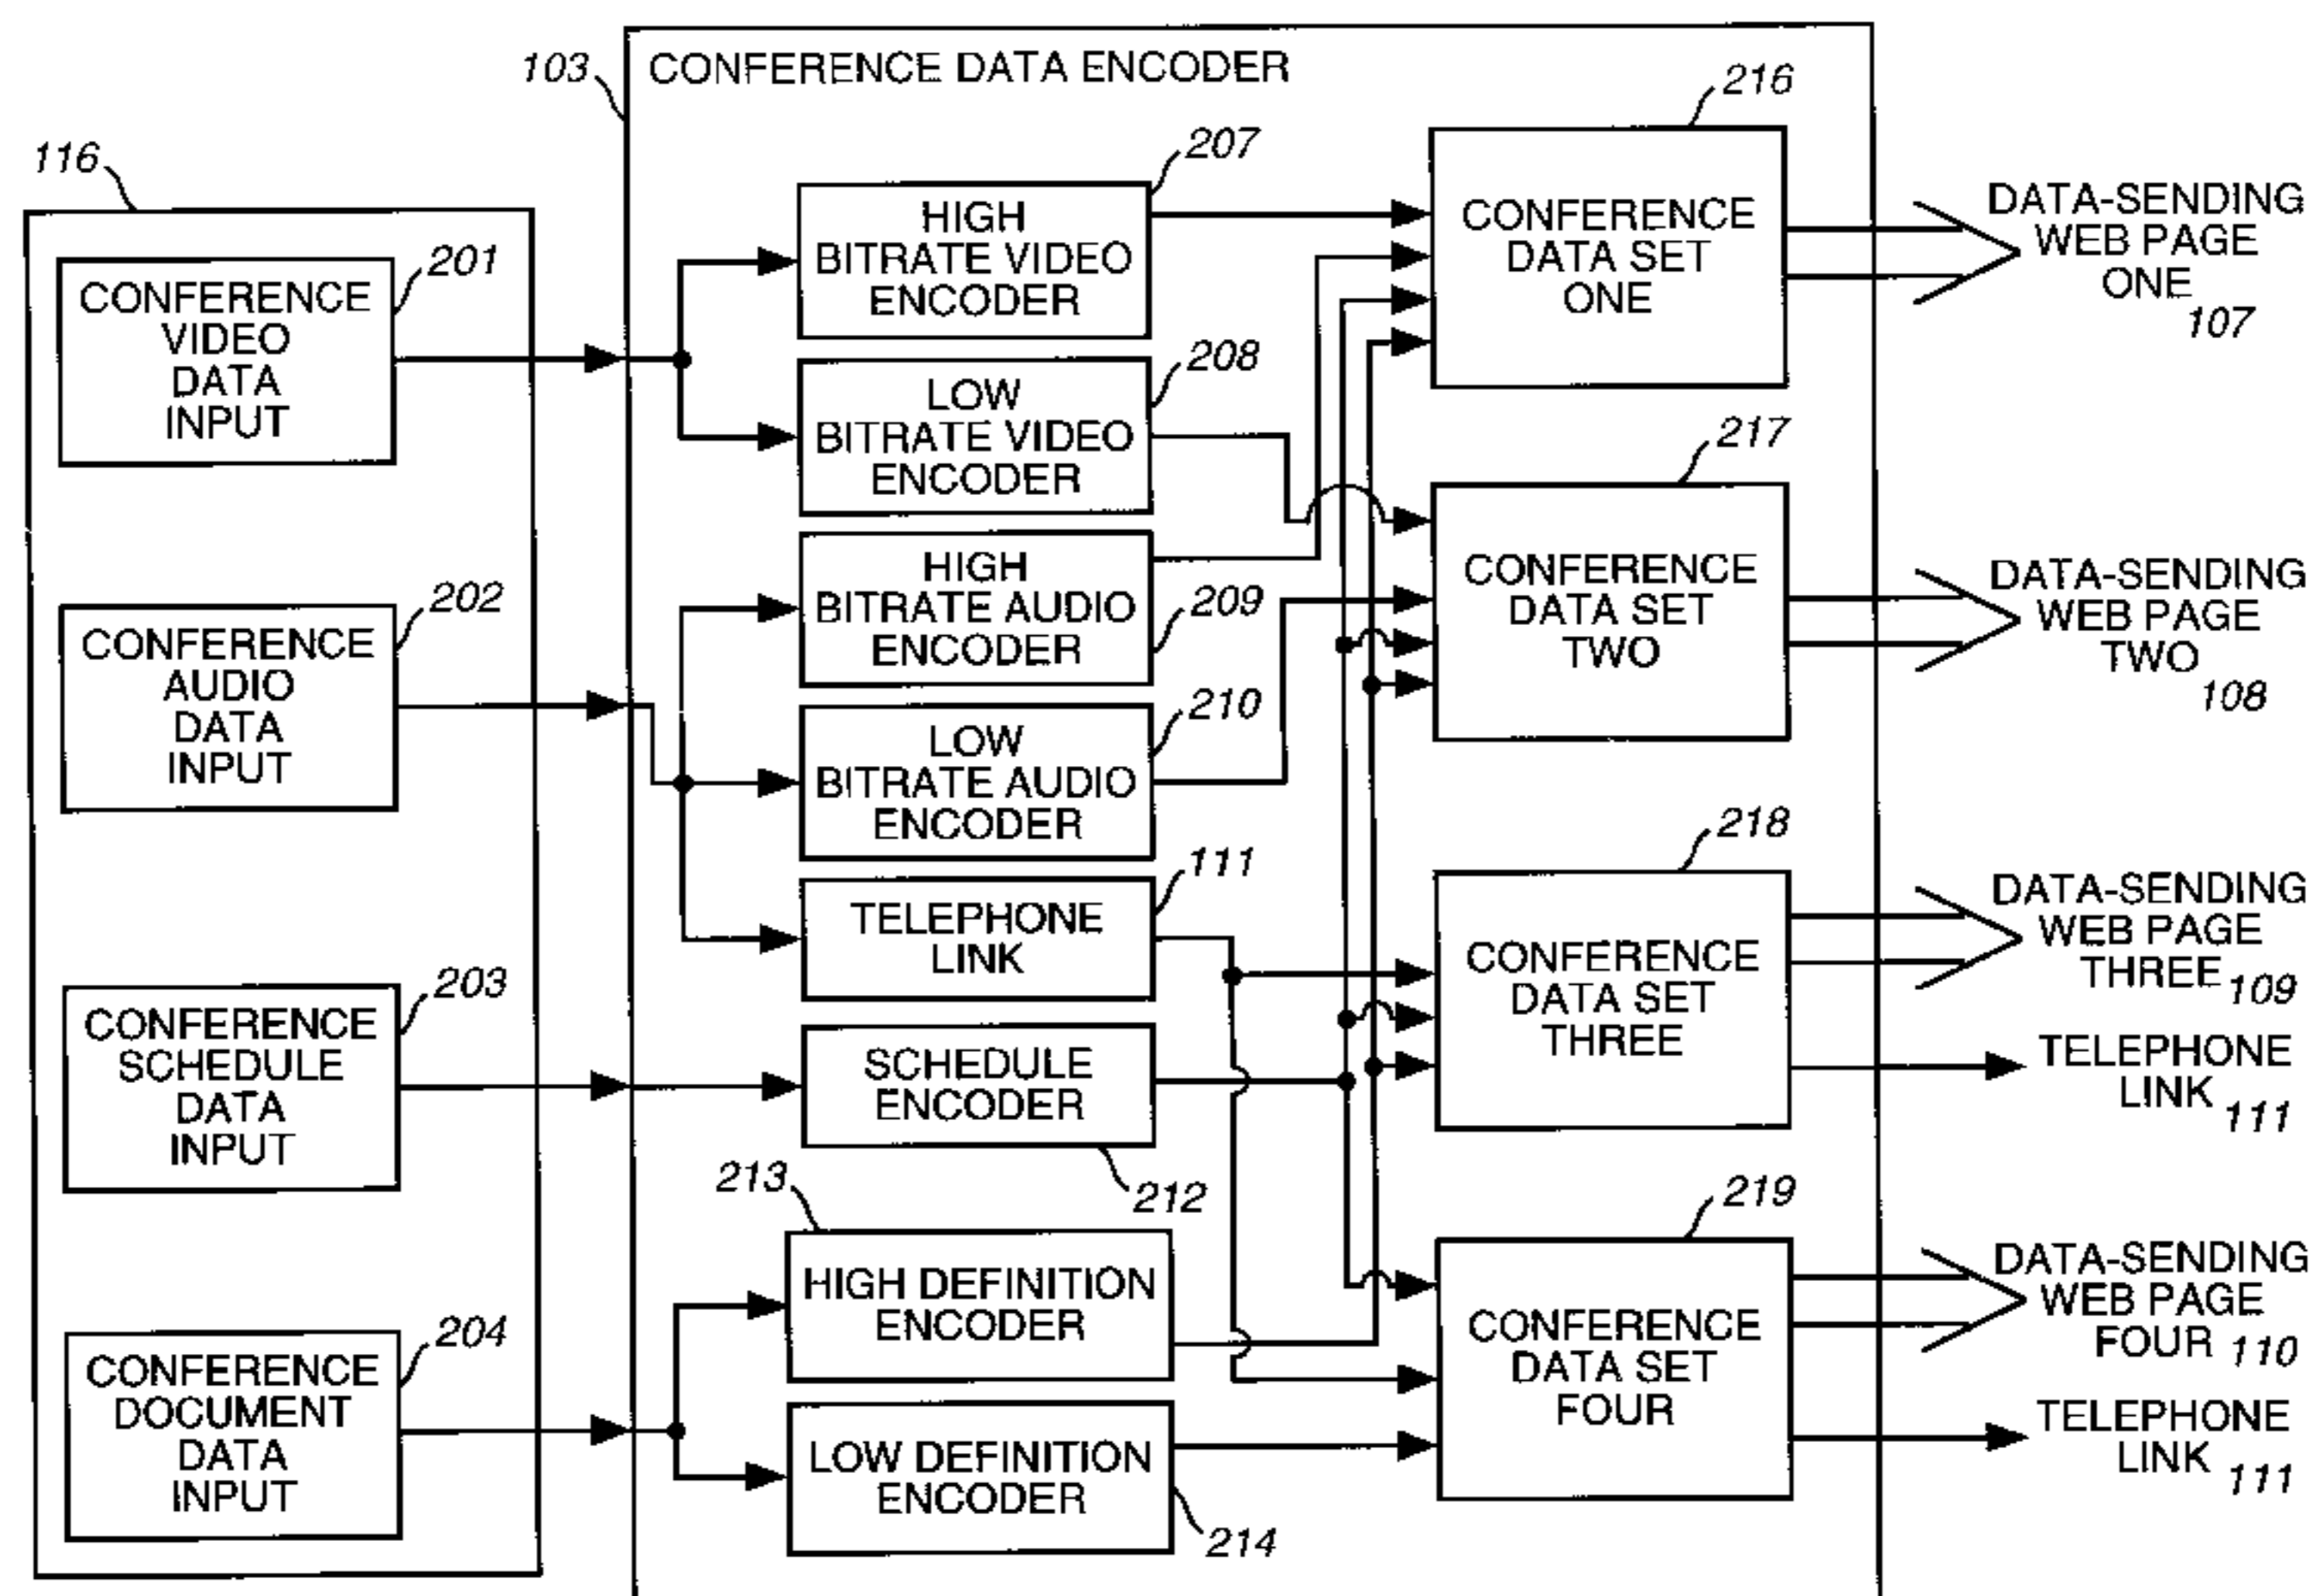 103
CONFERENCE DATA ENCODER
116
CONFERENCE
VIDEO
DATA
INPUT
201
CONFERENCE
AUDIO
DATA
INPUT
202
CONFERENCE
SCHEDULE
DATA
INPUT
203
CONFERENCE
DOCUMENT
DATA
INPUT
204
HIGH
BITRATE VIDEO
ENCODER
207
LOW
BITRATE VIDEO
ENCODER
208
HIGH
BITRATE AUDIO
ENCODER
209
LOW
BITRATE AUDIO
ENCODER
210
TELEPHONE
LINK
111
SCHEDULE
ENCODER
212
213
HIGH DEFINITION
ENCODER
LOW DEFINITION
ENCODER
214
216
CONFERENCE
DATA SET
ONE
217
CONFERENCE
DATA SET
TWO
218
CONFERENCE
DATA SET
THREE
219
CONFERENCE
DATA SET
FOUR
DATA-SENDING
WEB PAGE
ONE
107
DATA-SENDING
WEB PAGE
TWO
108
DATA-SENDING
WEB PAGE
THREE 109
TELEPHONE
LINK 111
DATA-SENDING
WEB PAGE
FOUR 110
TELEPHONE
LINK 111